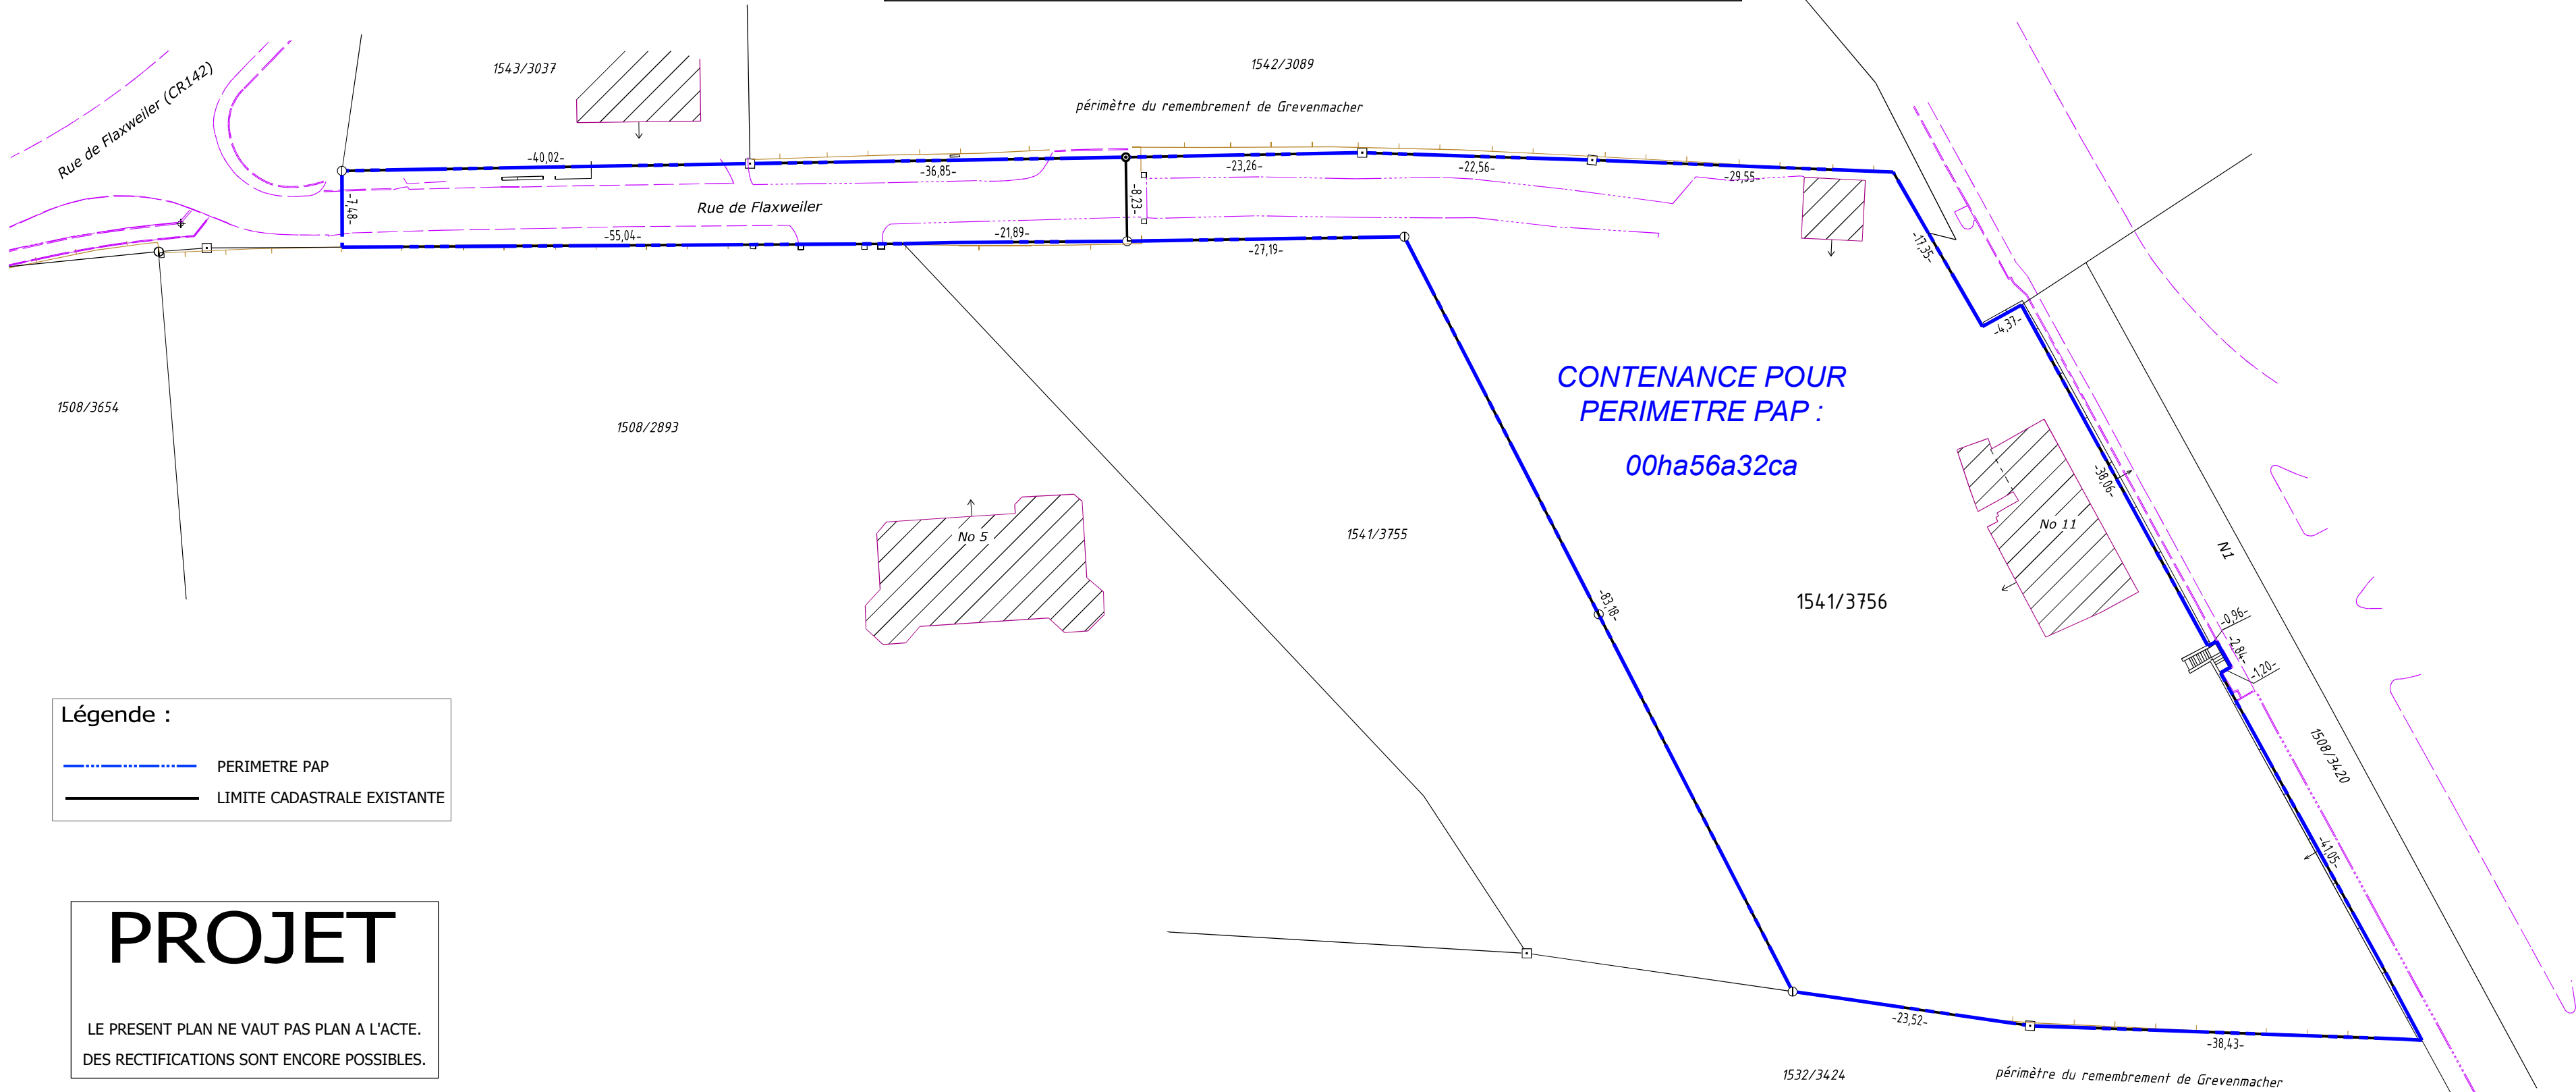 1543/3037
1542/3089
Rue de Flaxweiler (CR142)
périmètre du remembrement de Grevenmacher
-40,02-
-36,85-
-23,26-
-22,56-
-29,55-
-7,48-
-8,23-
Rue de Flaxweiler
-55,04-
-21,89-
-27,19-
-17,35-
-4,37-
CONTENANCE POUR
PERIMETRE PAP :
00ha56a32ca
1508/3654
1508/2893
-38,06-
No 5
1541/3755
No 11
N1
1541/3756
-83,18-
-0,96-
-2,84-
-1,20-
1508/3420
Légende :
PERIMETRE PAP
LIMITE CADASTRALE EXISTANTE
-41,05-
PROJET
LE PRESENT PLAN NE VAUT PAS PLAN A L'ACTE.
DES RECTIFICATIONS SONT ENCORE POSSIBLES.
-23,52-
-38,43-
1532/3424
périmètre du remembrement de Grevenmacher